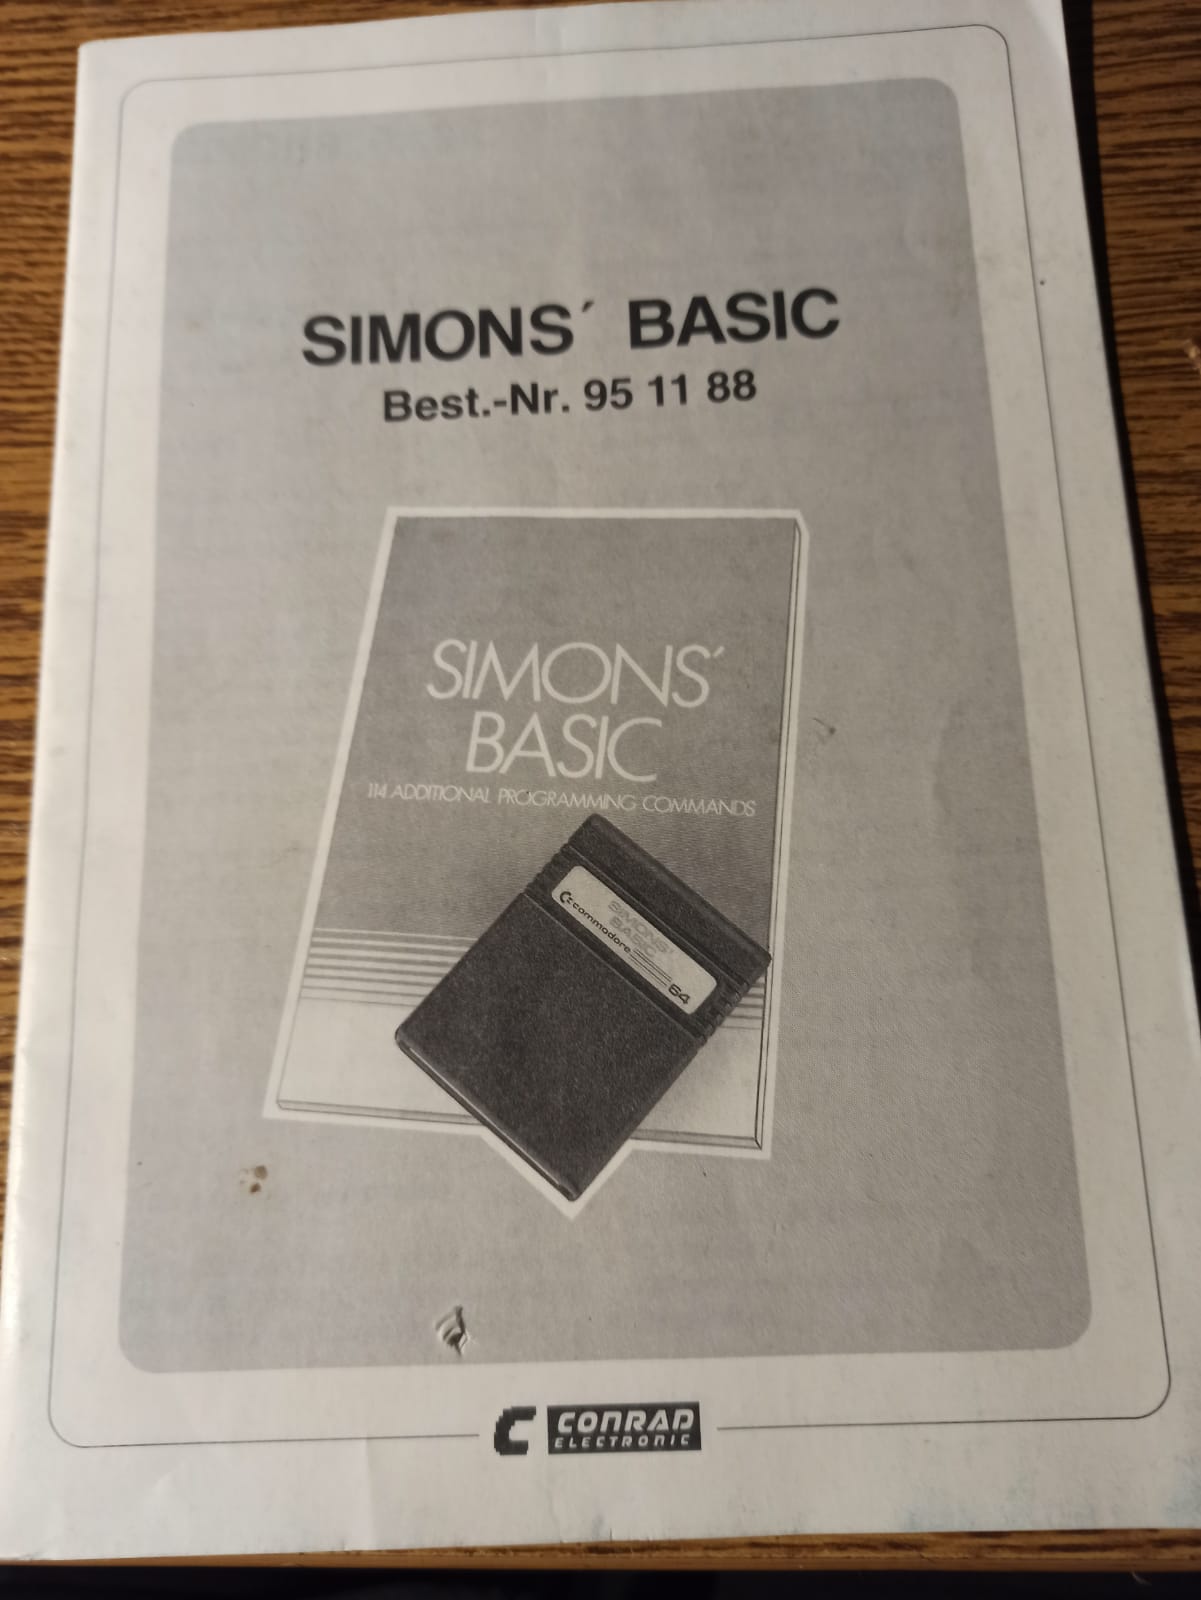 SIMONS´ BASIC
Best.-Nr. 95 11 88
SIMONS´
BASIC
114 ADDITIONAL PROGRAMMING COMMANDS
SIMONS'
BASIC
commodore
64
CONRAD
ELECTRONIC